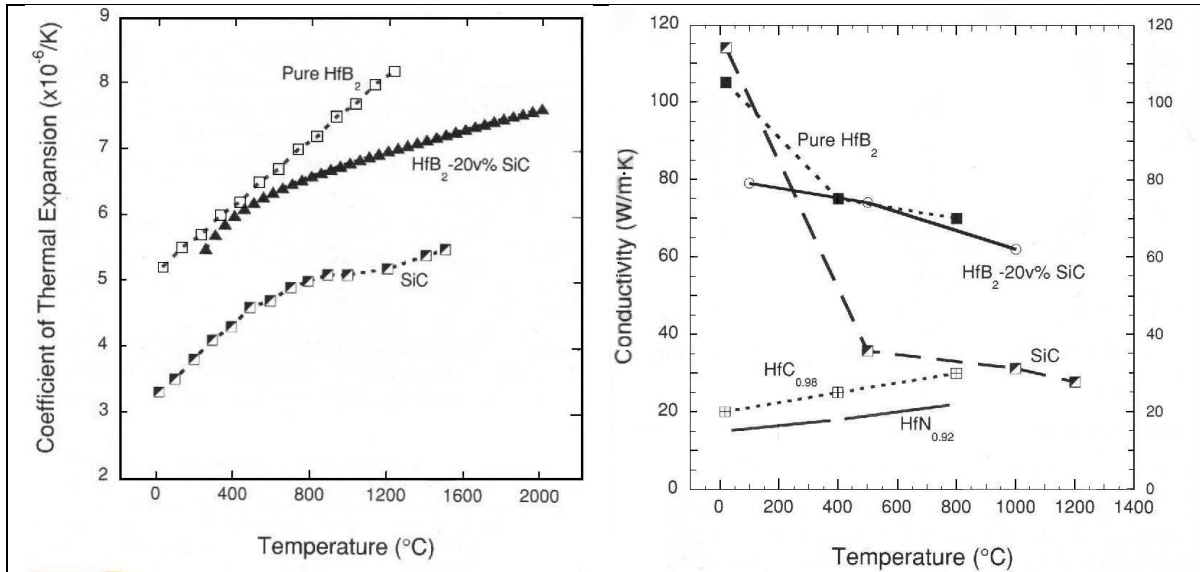 Coefficient of Thermal Expansion (x10⁻⁶/K)
9
8
7
6
5
4
3
2
Pure HfB₂
HfB₂-20v% SiC
SiC
0 400 800 1200 1600 2000
Temperature (°C)
Conductivity (W/m·K)
120
100
80
60
40
20
0
Pure HfB₂
HfB₂-20v% SiC
SiC
HfC₀.₉₈
HfN₀.₉₂
120
100
80
60
40
20
0
0 200 400 600 800 1000 1200 1400
Temperature (°C)